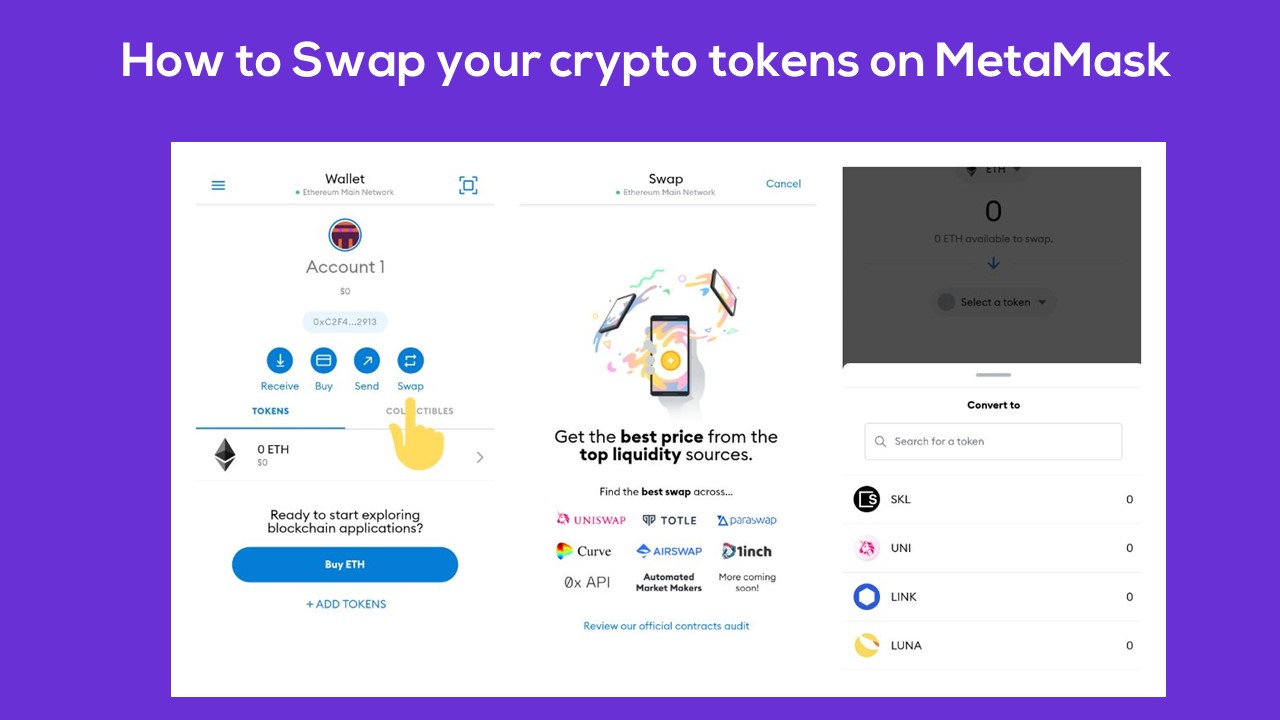 How to Swap your crypto tokens on MetaMask
Wallet
Ethereum Main Network
Account 1
$0
0xC2F4...2913
Receive
Buy
Send
Swap
TOKENS
0 ETH
$0
Ready to start exploring
blockchain applications?
Buy ETH
+ ADD TOKENS
Swap
Ethereum Main Network
Cancel
Get the best price from the
top liquidity sources.
Find the best swap across...
UNISWAP
TOTLE
paraswap
Curve
AIRSWAP
1inch
0x API
Automated
Market Makers
More coming
soon!
Review our official contracts audit
ETH
0
0 ETH available to swap.
Select a token
Convert to
Search for a token
SKL 0
UNI 0
LINK 0
LUNA 0